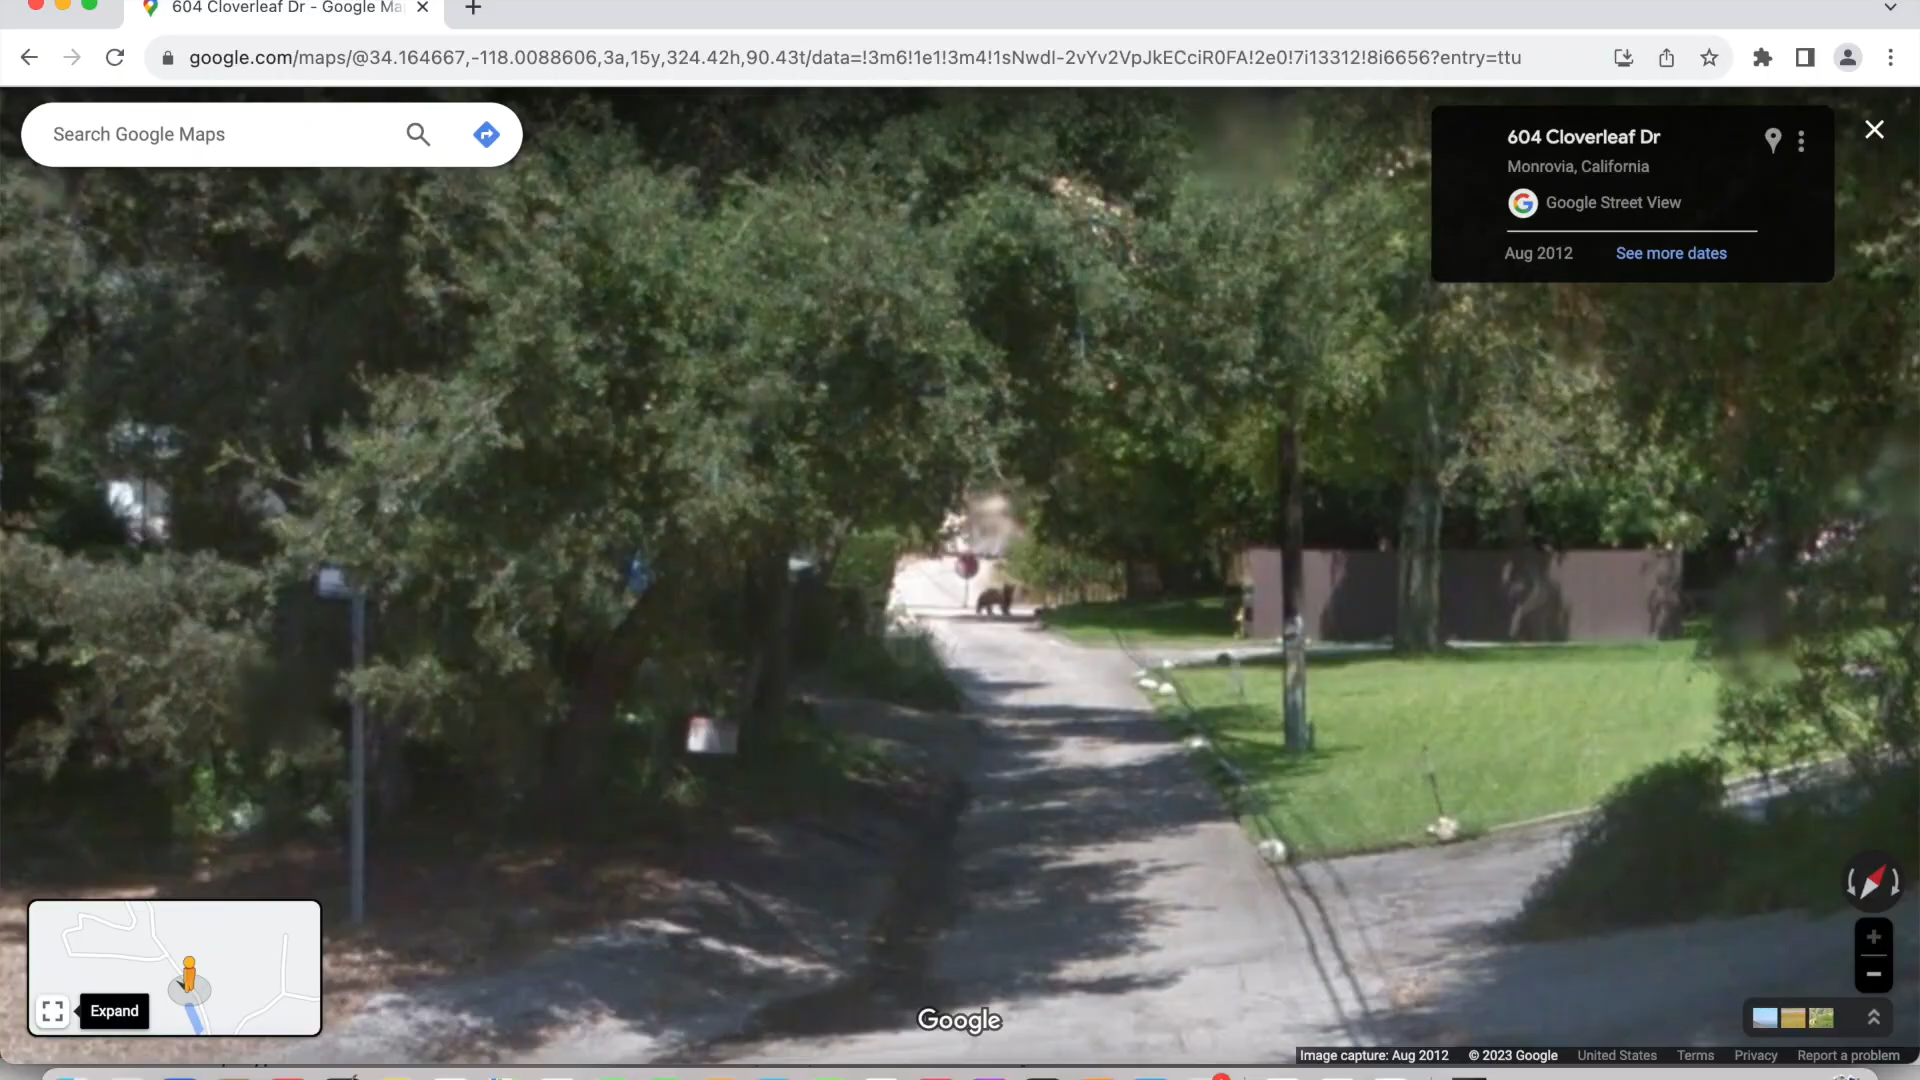 604 Cloverleaf Dr - Google Ma
google.com/maps/@34.164667,-118.0088606,3a,15y,324.42h,90.43t/data=!3m6!1e1!3m4!1sNwdI-2vYv2VpJkECciR0FA!2e0!7i13312!8i6656?entry=ttu
Search Google Maps
604 Cloverleaf Dr
Monrovia, California
Google Street View
Aug 2012 See more dates
Expand
Google
Image capture: Aug 2012 © 2023 Google United States Terms Privacy Report a problem